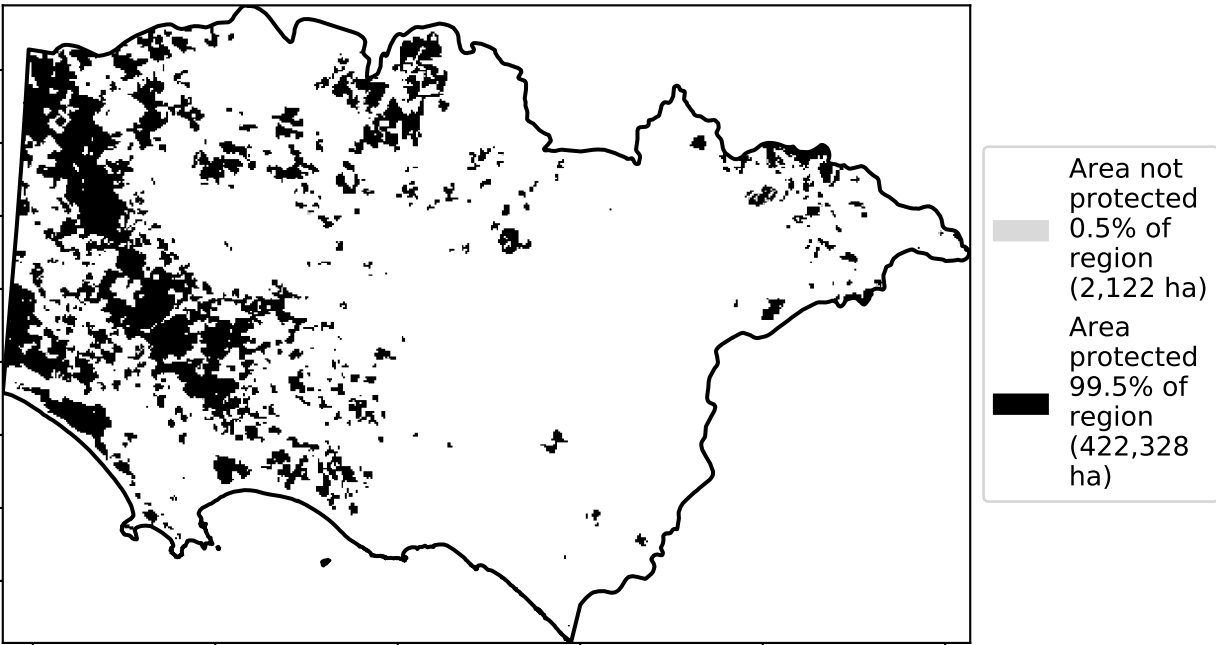 Area not
protected
0.5% of
region
(2,122 ha)
Area
protected
99.5% of
region
(422,328
ha)